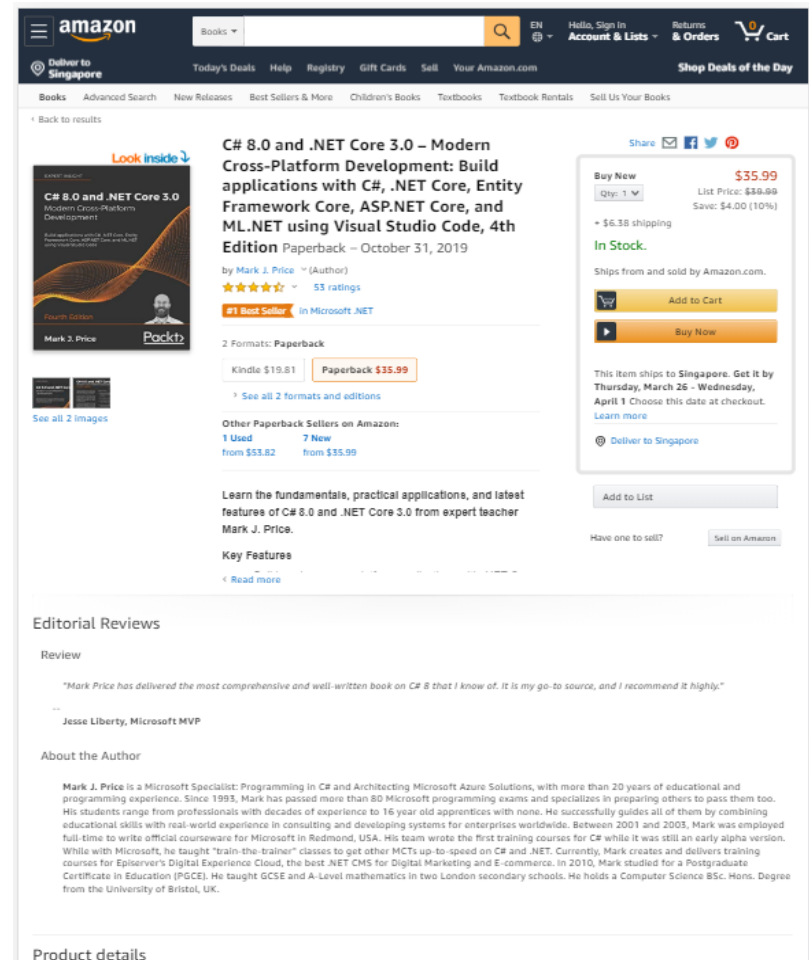 amazon
Books
EN
Hello, Sign in
Account & Lists
Returns
& Orders
0
Cart
Deliver to
Singapore
Today's Deals Help Registry Gift Cards Sell Your Amazon.com
Shop Deals of the Day
Books Advanced Search New Releases Best Sellers & More Children's Books Textbooks Textbook Rentals Sell Us Your Books
‹ Back to results
Look inside
EXPERT INSIGHT
C# 8.0 and .NET Core 3.0
Modern Cross-Platform
Development
Fourth Edition
Mark J. Price
Packt>
See all 2 images
C# 8.0 and .NET Core 3.0 – Modern
Cross-Platform Development: Build
applications with C#, .NET Core, Entity
Framework Core, ASP.NET Core, and
ML.NET using Visual Studio Code, 4th
Edition Paperback – October 31, 2019
by Mark J. Price (Author)
53 ratings
#1 Best Seller in Microsoft .NET
2 Formats: Paperback
Kindle $19.81
Paperback $35.99
› See all 2 formats and editions
Other Paperback Sellers on Amazon:
1 Used 7 New
from $53.82 from $35.99
Learn the fundamentals, practical applications, and latest
features of C# 8.0 and .NET Core 3.0 from expert teacher
Mark J. Price.
Key Features
‹ Read more
Share
Buy New
$35.99
Qty: 1
List Price: $39.99
Save: $4.00 (10%)
+ $6.38 shipping
In Stock.
Ships from and sold by Amazon.com.
Add to Cart
Buy Now
This item ships to Singapore. Get it by
Thursday, March 26 - Wednesday,
April 1 Choose this date at checkout.
Learn more
Deliver to Singapore
Add to List
Have one to sell?
Sell on Amazon
Editorial Reviews
Review
"Mark Price has delivered the most comprehensive and well-written book on C# 8 that I know of. It is my go-to source, and I recommend it highly."
--
Jesse Liberty, Microsoft MVP
About the Author
Mark J. Price is a Microsoft Specialist: Programming in C# and Architecting Microsoft Azure Solutions, with more than 20 years of educational and
programming experience. Since 1993, Mark has passed more than 80 Microsoft programming exams and specializes in preparing others to pass them too.
His students range from professionals with decades of experience to 16 year old apprentices with none. He successfully guides all of them by combining
educational skills with real-world experience in consulting and developing systems for enterprises worldwide. Between 2001 and 2003, Mark was employed
full-time to write official courseware for Microsoft in Redmond, USA. His team wrote the first training courses for C# while it was still an early alpha version.
While with Microsoft, he taught "train-the-trainer" classes to get other MCTs up-to-speed on C# and .NET. Currently, Mark creates and delivers training
courses for Episerver's Digital Experience Cloud, the best .NET CMS for Digital Marketing and E-commerce. In 2010, Mark studied for a Postgraduate
Certificate in Education (PGCE). He taught GCSE and A-Level mathematics in two London secondary schools. He holds a Computer Science BSc. Hons. Degree
from the University of Bristol, UK.
Product details